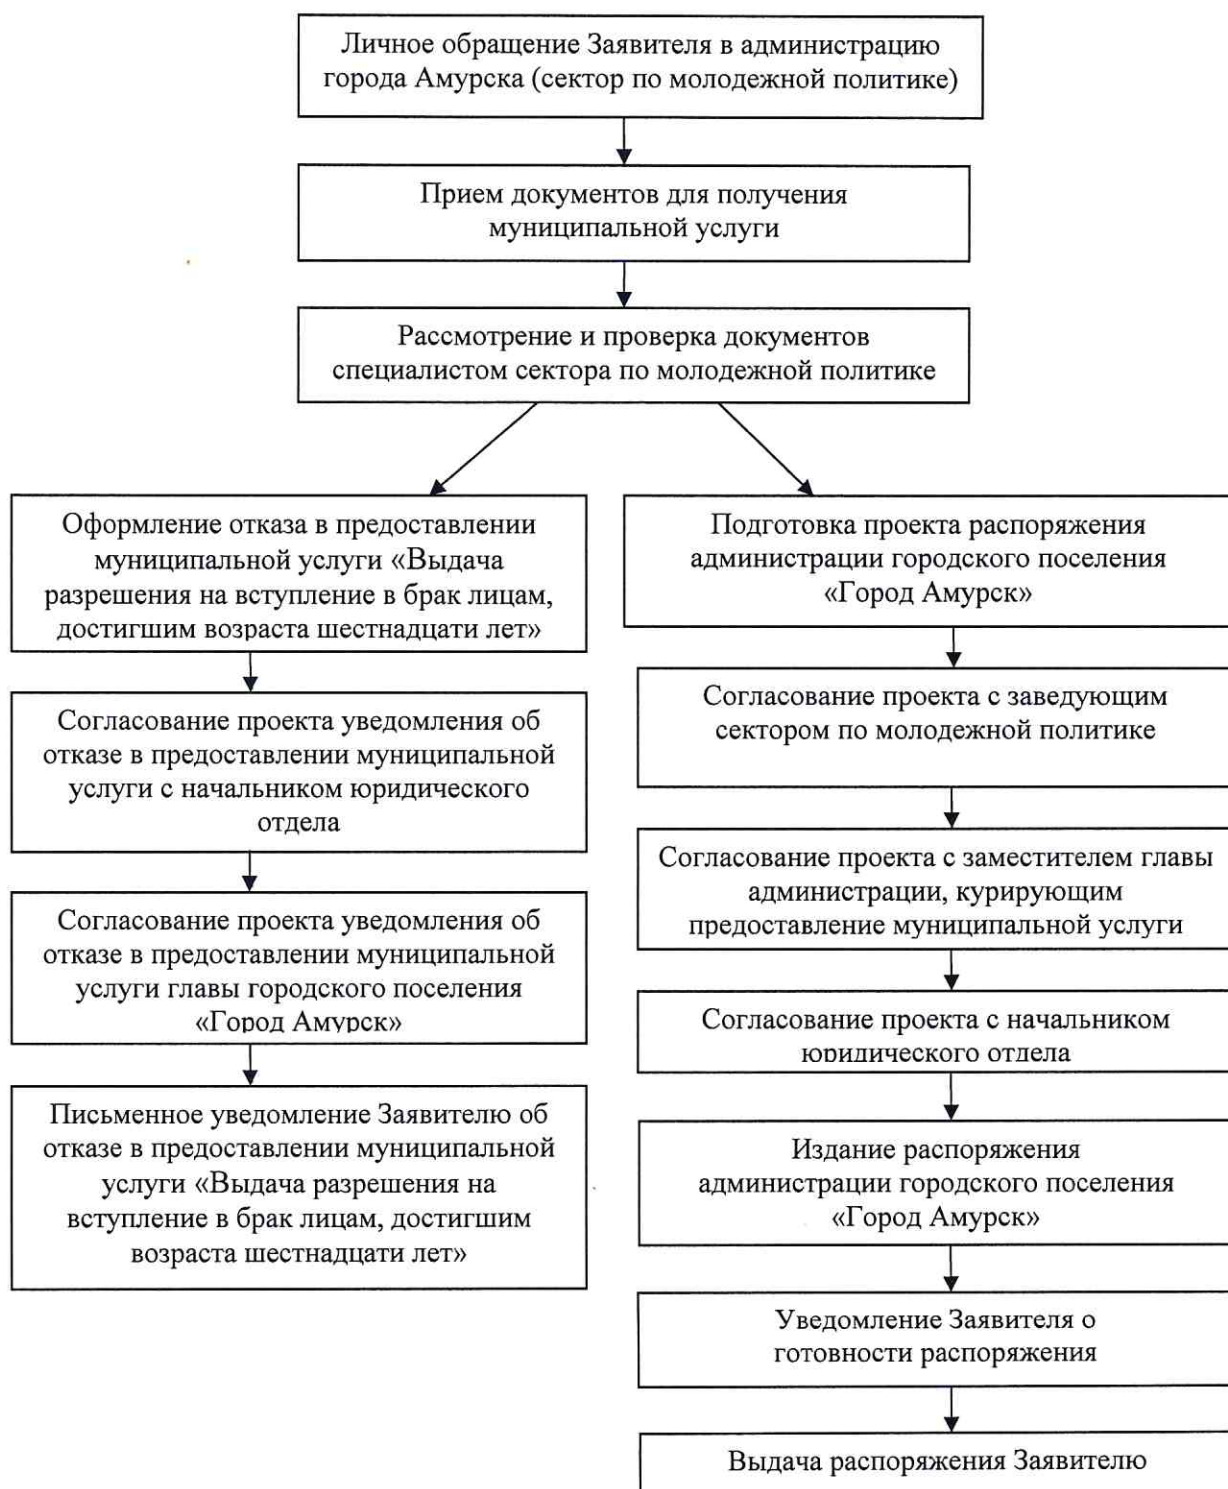 Личное обращение Заявителя в администрацию
города Амурска (сектор по молодежной политике)
Прием документов для получения
муниципальной услуги
Рассмотрение и проверка документов
специалистом сектора по молодежной политике
Оформление отказа в предоставлении
муниципальной услуги «Выдача
разрешения на вступление в брак лицам,
достигшим возраста шестнадцати лет»
Согласование проекта уведомления об
отказе в предоставлении муниципальной
услуги с начальником юридического
отдела
Согласование проекта уведомления об
отказе в предоставлении муниципальной
услуги главы городского поселения
«Город Амурск»
Письменное уведомление Заявителю об
отказе в предоставлении муниципальной
услуги «Выдача разрешения на
вступление в брак лицам, достигшим
возраста шестнадцати лет»
Подготовка проекта распоряжения
администрации городского поселения
«Город Амурск»
Согласование проекта с заведующим
сектором по молодежной политике
Согласование проекта с заместителем главы
администрации, курирующим
предоставление муниципальной услуги
Согласование проекта с начальником
юридического отдела
Издание распоряжения
администрации городского поселения
«Город Амурск»
Уведомление Заявителя о
готовности распоряжения
Выдача распоряжения Заявителю